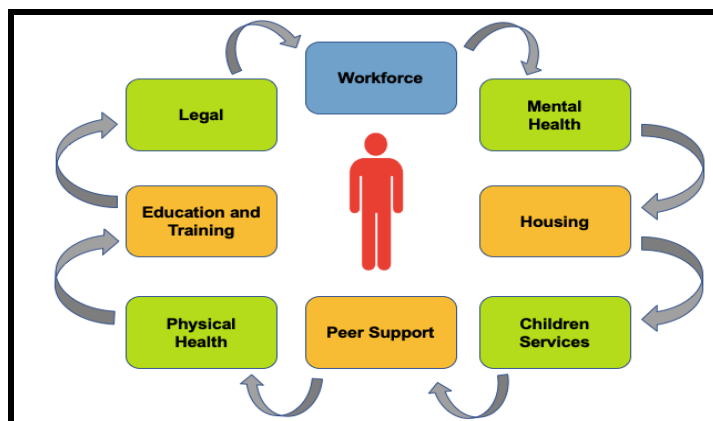 Workforce
Legal
Mental
Health
Education and
Training
Housing
Physical
Health
Peer Support
Children
Services